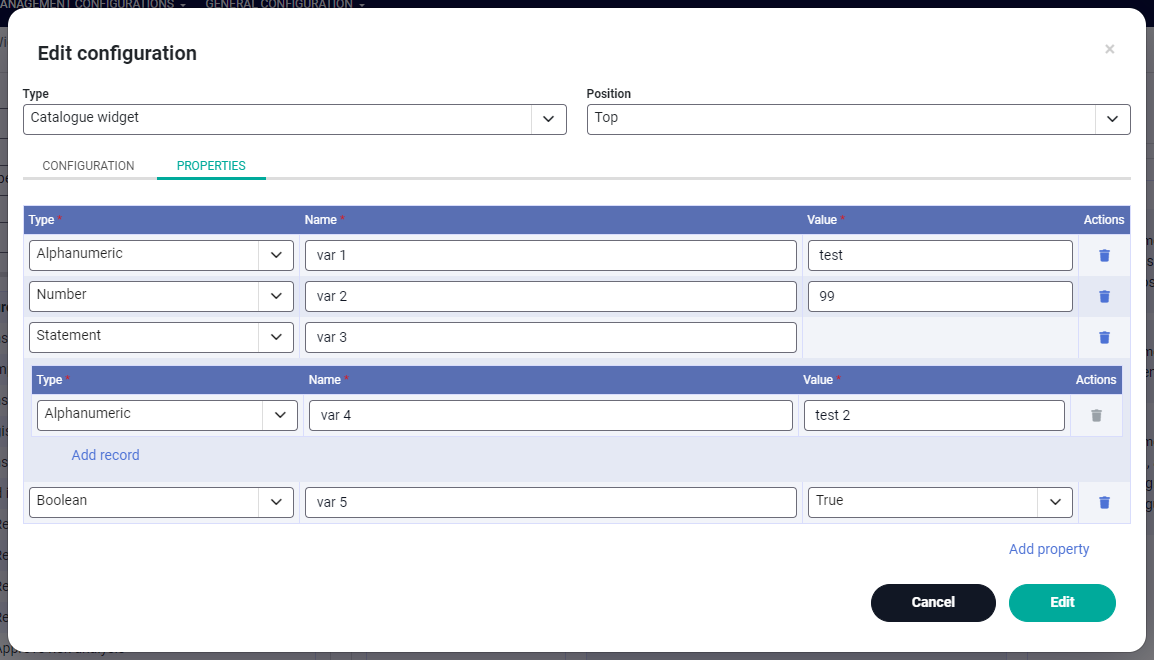 ANAGEMENT CONFIGURATIONS GENERAL CONFIGURATION
Edit configuration ×
Type Position
Catalogue widget Top
CONFIGURATION PROPERTIES
Type * Name * Value * Actions
Alphanumeric var 1 test
Number var 2 99
Statement var 3
Type * Name * Value * Actions
Alphanumeric var 4 test 2
Add record
Boolean var 5 True
Add property
Cancel Edit